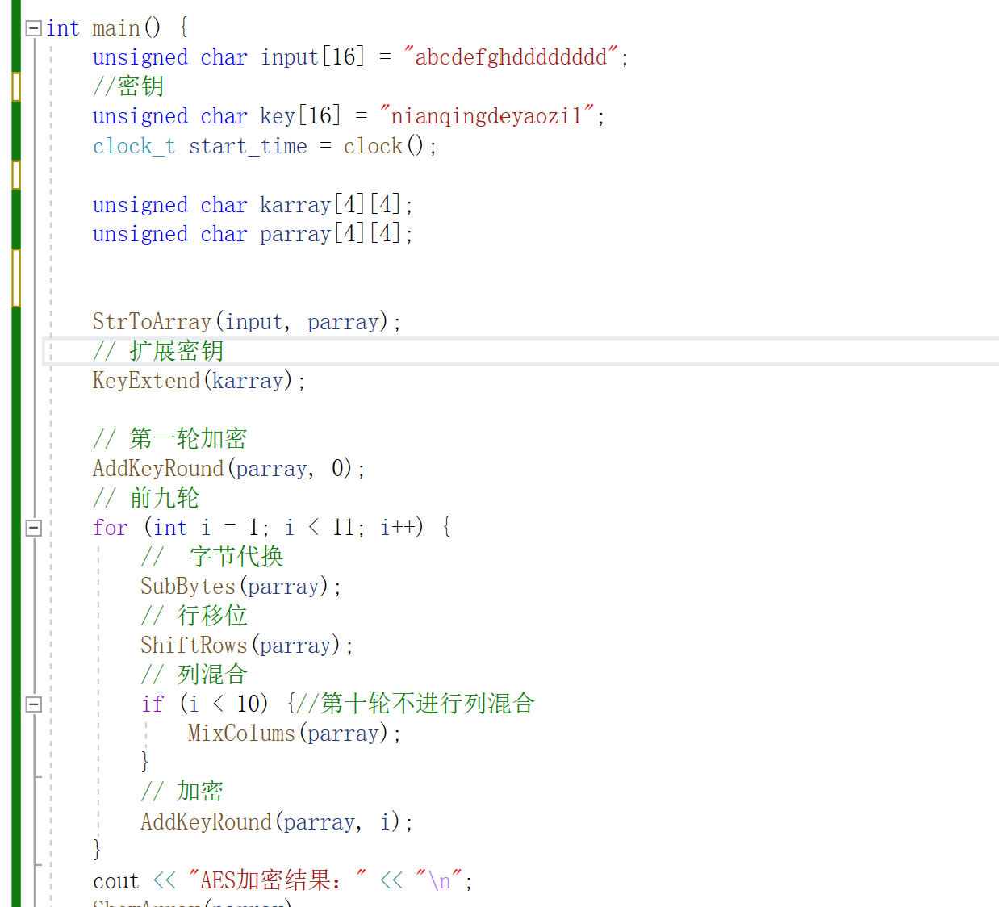 int main() {
unsigned char input[16] = "abcdefghddddddddd";
//密钥
unsigned char key[16] = "nianqingdeyaozi1";
clock_t start_time = clock();
unsigned char karray[4][4];
unsigned char parray[4][4];
StrToArray(input, parray);
// 扩展密钥
KeyExtend(karray);
// 第一轮加密
AddKeyRound(parray, 0);
// 前九轮
for (int i = 1; i < 11; i++) {
//  字节代换
SubBytes(parray);
// 行移位
ShiftRows(parray);
// 列混合
if (i < 10) {//第十轮不进行列混合
MixColums(parray);
}
// 加密
AddKeyRound(parray, i);
}
cout << "AES加密结果：" << "\n";